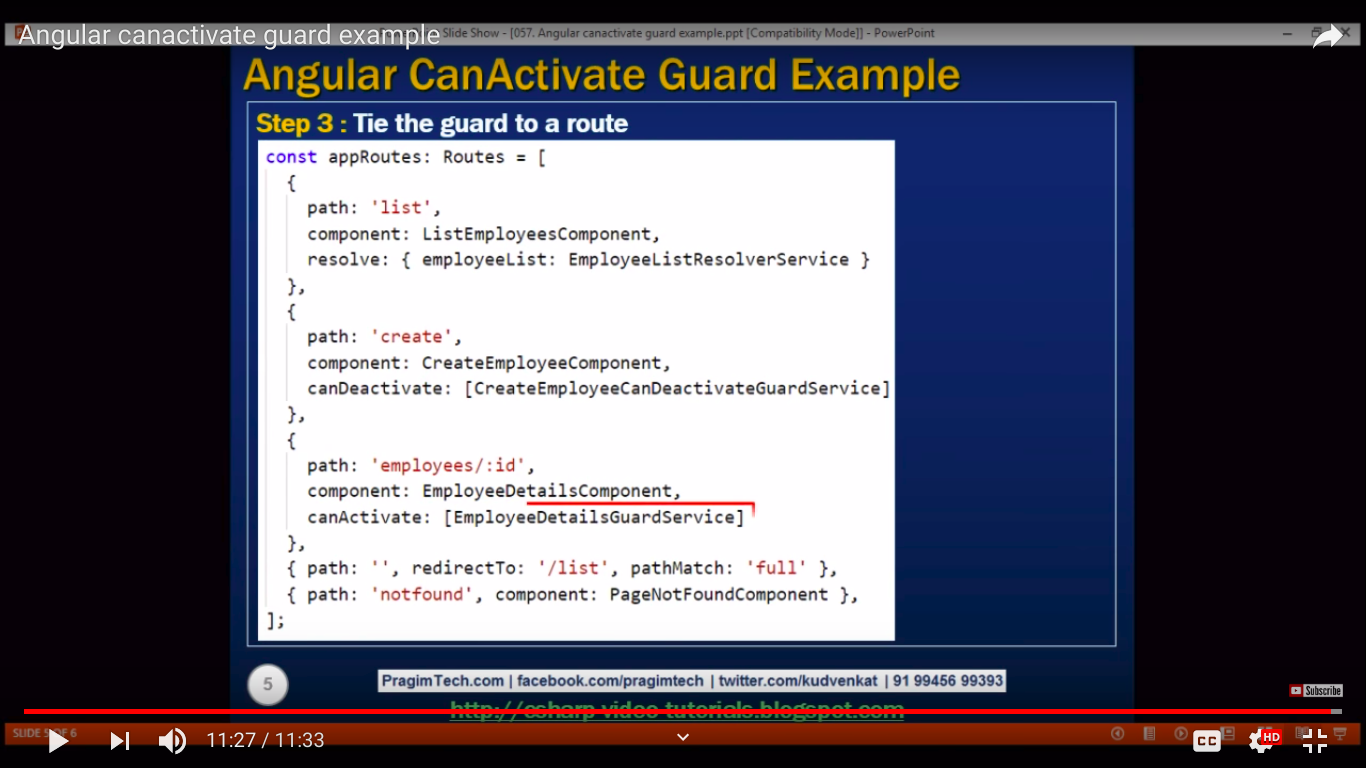 Angular canactivate guard example
Slide Show - [057. Angular canactivate guard example.ppt [Compatibility Mode]] - PowerPoint
Angular CanActivate Guard Example
Step 3 : Tie the guard to a route
const appRoutes: Routes = [
{
path: 'list',
component: ListEmployeesComponent,
resolve: { employeeList: EmployeeListResolverService }
},
{
path: 'create',
component: CreateEmployeeComponent,
canDeactivate: [CreateEmployeeCanDeactivateGuardService]
},
{
path: 'employees/:id',
component: EmployeeDetailsComponent,
canActivate: [EmployeeDetailsGuardService]
},
{ path: '', redirectTo: '/list', pathMatch: 'full' },
{ path: 'notfound', component: PageNotFoundComponent },
];
5
PragimTech.com | facebook.com/pragimtech | twitter.com/kudvenkat | 91 99456 99393
Subscribe
http://csharp-video-tutorials.blogspot.com
SLIDE 5 OF 6
11:27 / 11:33
CC
HD